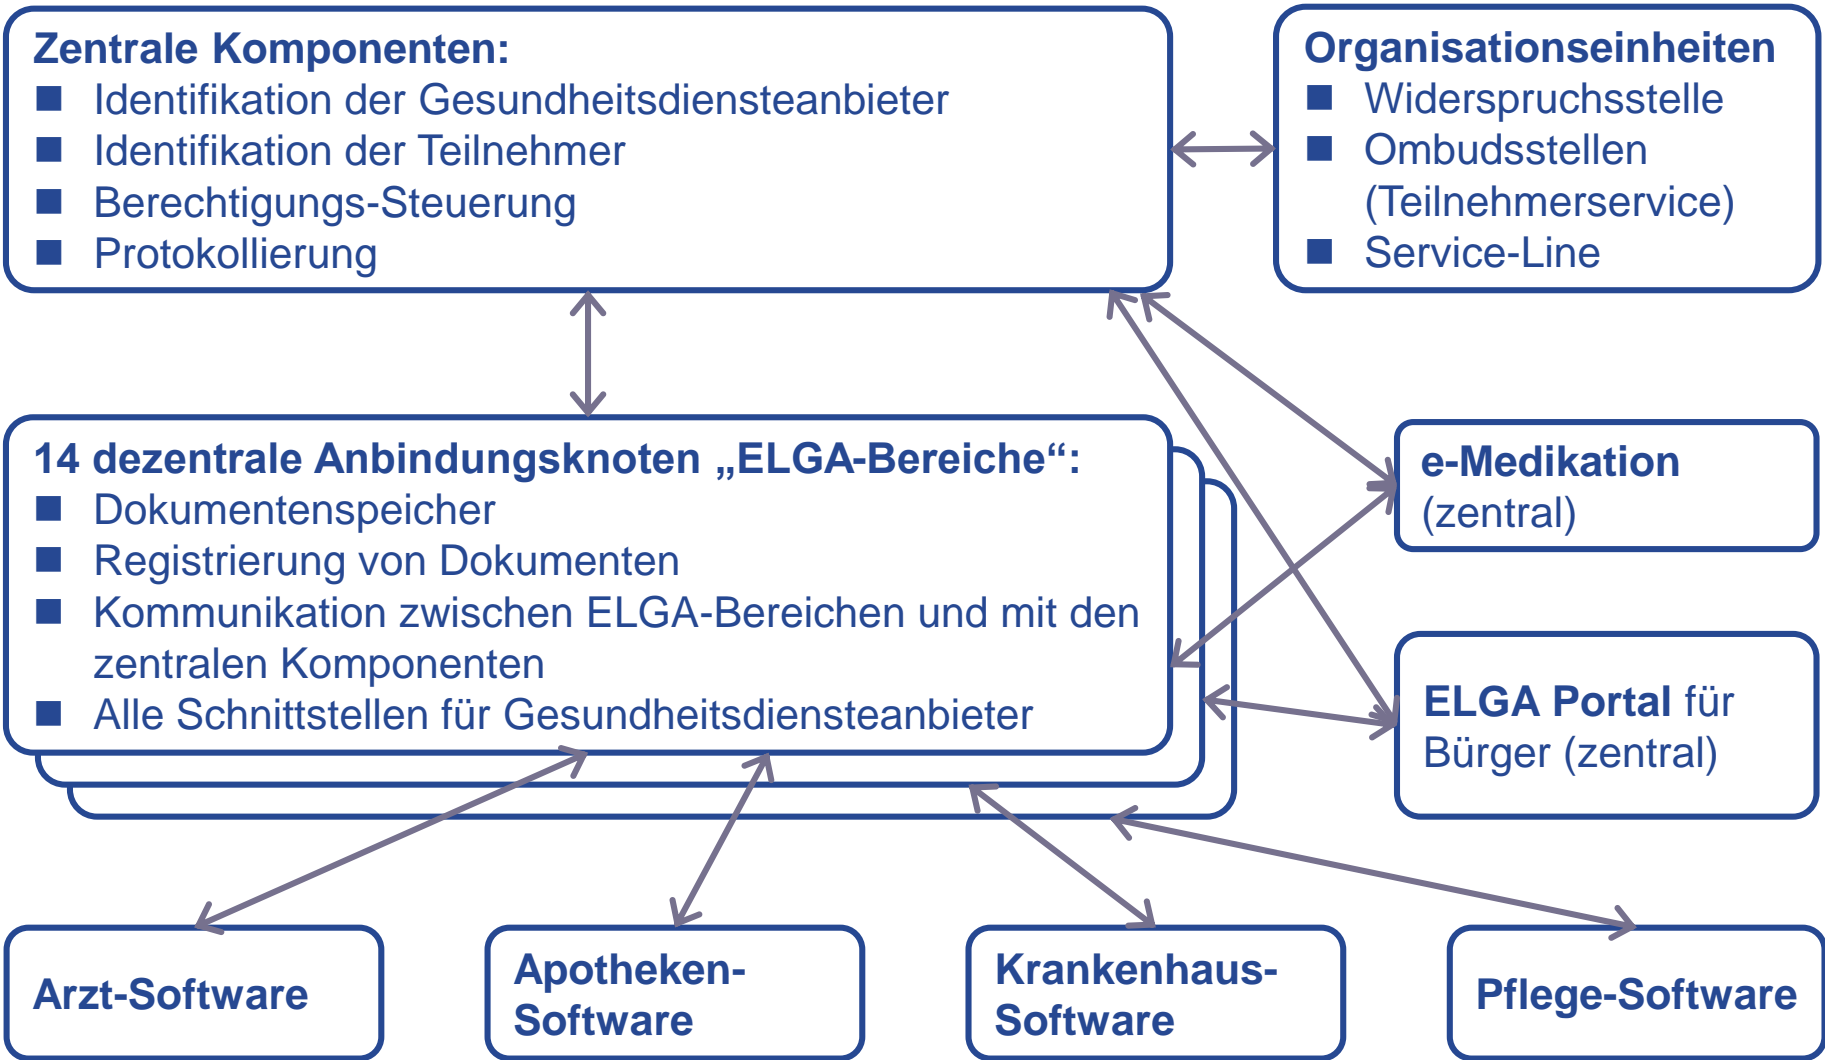 Zentrale Komponenten:
■ Identifikation der Gesundheitsdiensteanbieter
■ Identifikation der Teilnehmer
■ Berechtigungs-Steuerung
■ Protokollierung
Organisationseinheiten
■ Widerspruchsstelle
■ Ombudsstellen
(Teilnehmerservice)
■ Service-Line
14 dezentrale Anbindungsknoten „ELGA-Bereiche“:
■ Dokumentenspeicher
■ Registrierung von Dokumenten
■ Kommunikation zwischen ELGA-Bereichen und mit den
zentralen Komponenten
■ Alle Schnittstellen für Gesundheitsdiensteanbieter
e-Medikation
(zentral)
ELGA Portal für
Bürger (zentral)
Arzt-Software
Apotheken-
Software
Krankenhaus-
Software
Pflege-Software